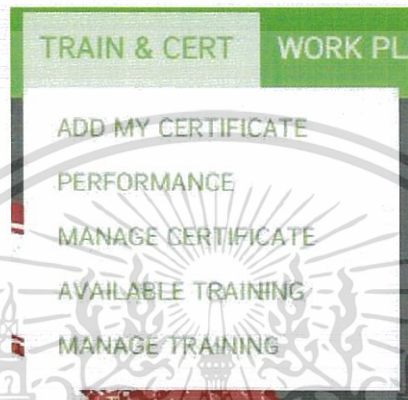 TRAIN & CERT WORK PL
ADD MY CERTIFICATE
PERFORMANCE
MANAGE CERTIFICATE
AVAILABLE TRAINING
MANAGE TRAINING